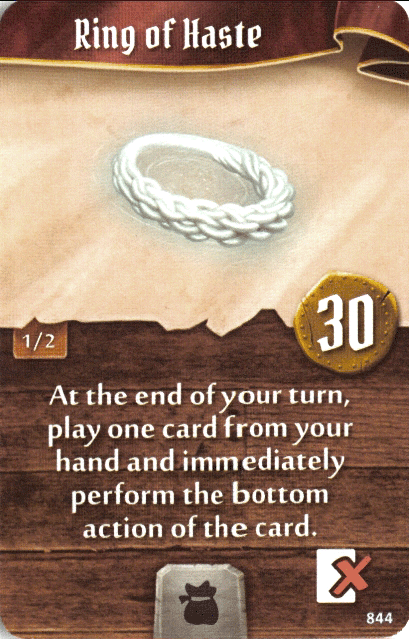 Ring of Haste
30
1/2
At the end of your turn,
play one card from your
hand and immediately
perform the bottom
action of the card.
844